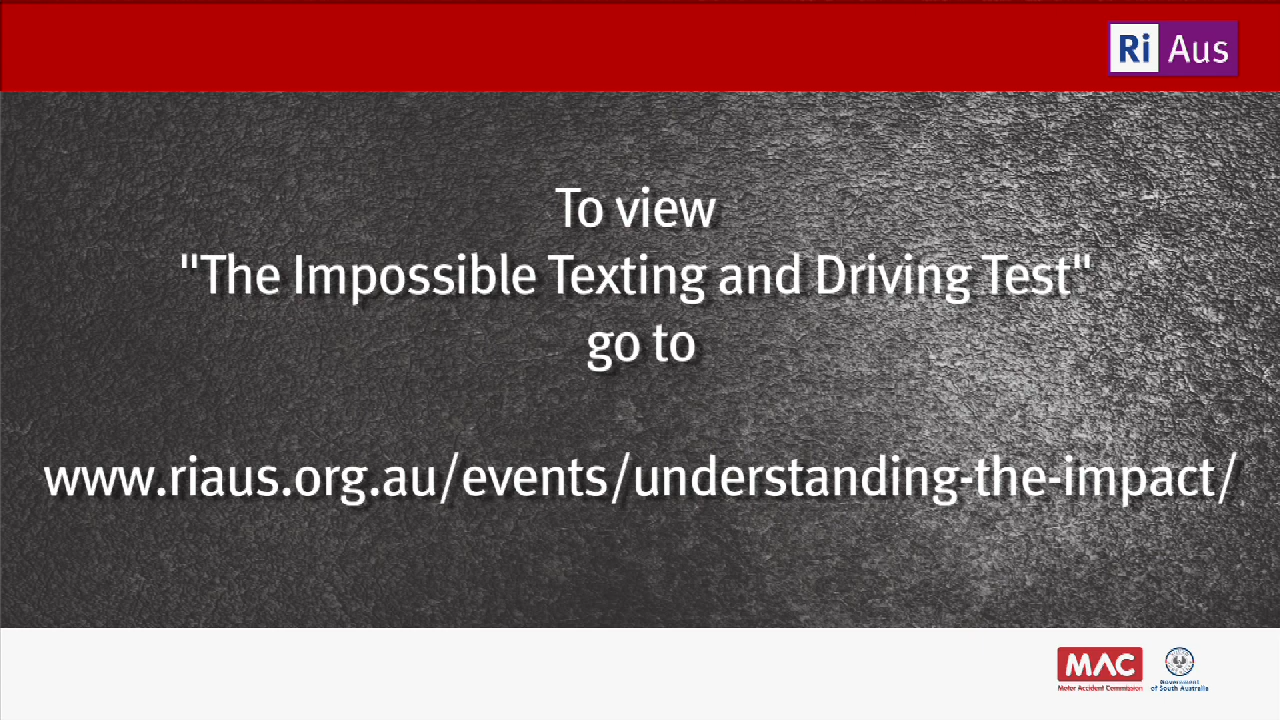 Ri Aus
To view
"The Impossible Texting and Driving Test"
go to
www.riaus.org.au/events/understanding-the-impact/
MAC
Motor Accident Commission
Government
of South Australia